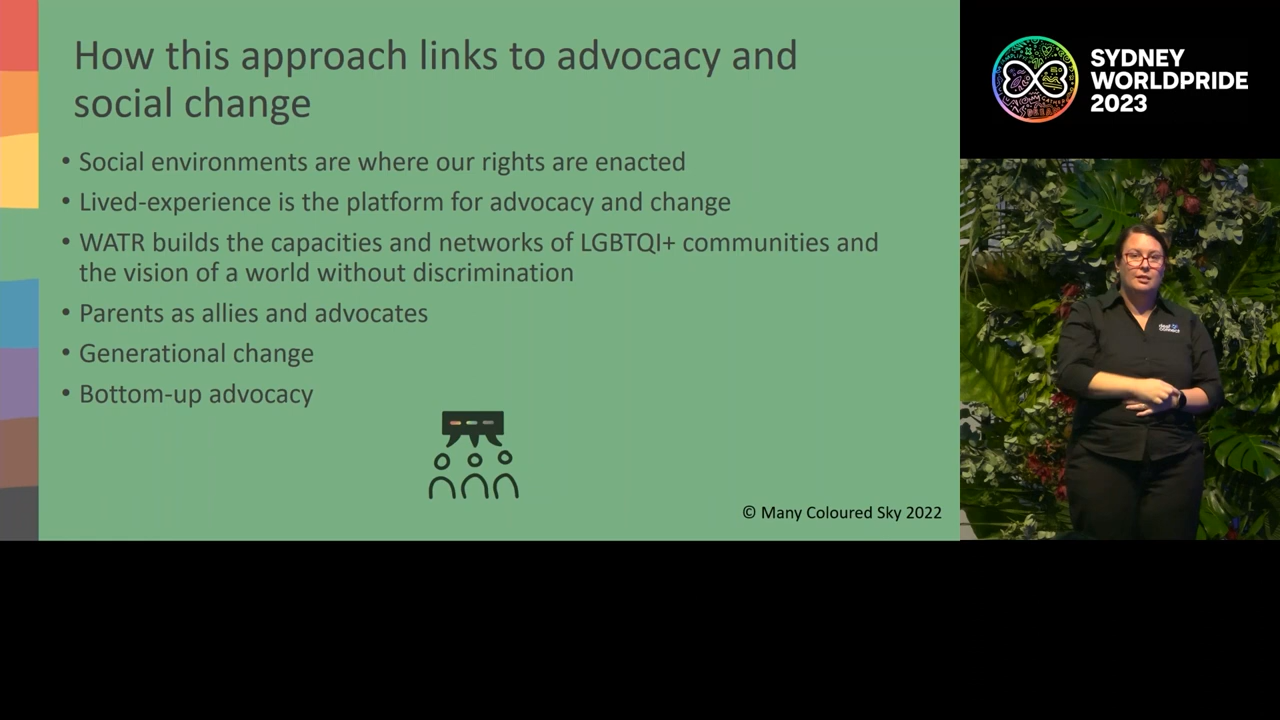 How this approach links to advocacy and
social change
• Social environments are where our rights are enacted
• Lived-experience is the platform for advocacy and change
• WATR builds the capacities and networks of LGBTQI+ communities and
the vision of a world without discrimination
• Parents as allies and advocates
• Generational change
• Bottom-up advocacy
© Many Coloured Sky 2022
SYDNEY
WORLDPRIDE
2023
deaf
connect